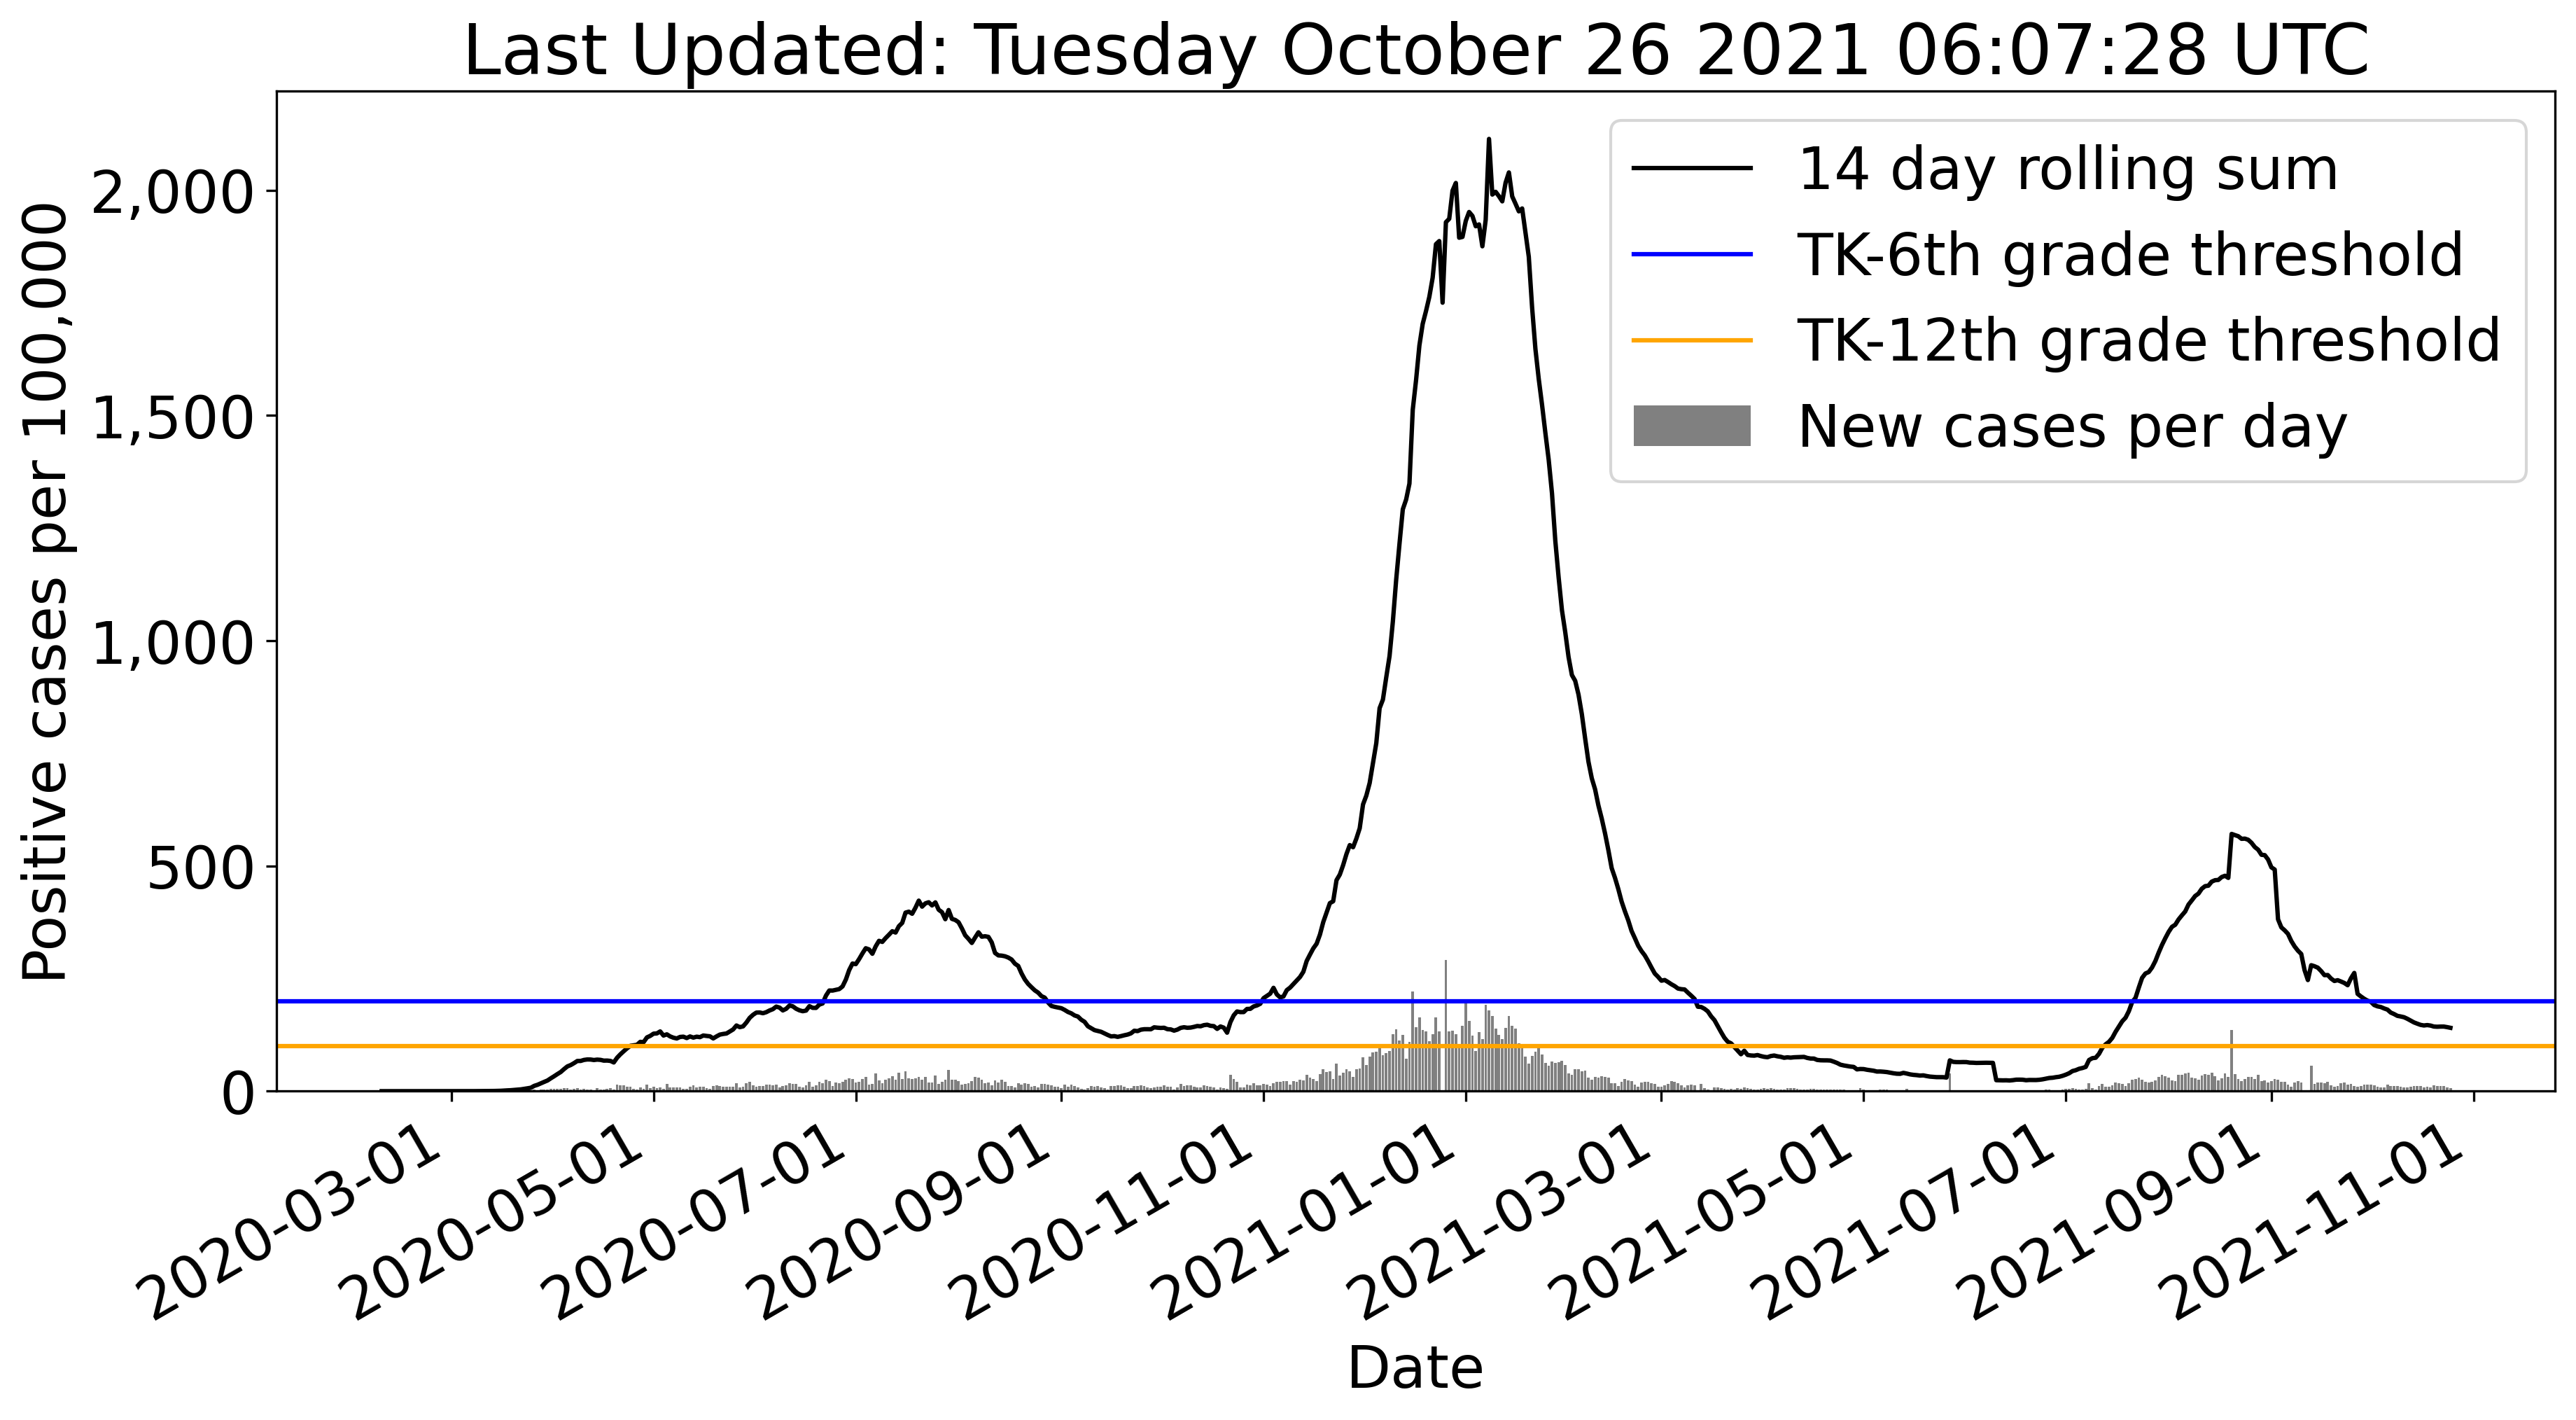 Last Updated: Tuesday October 26 2021 06:07:28 UTC
Positive cases per 100,000
2,000
1,500
1,000
500
0
14 day rolling sum
TK-6th grade threshold
TK-12th grade threshold
New cases per day
2020-03-01
2020-05-01
2020-07-01
2020-09-01
2020-11-01
2021-01-01
2021-03-01
2021-05-01
2021-07-01
2021-09-01
2021-11-01
Date